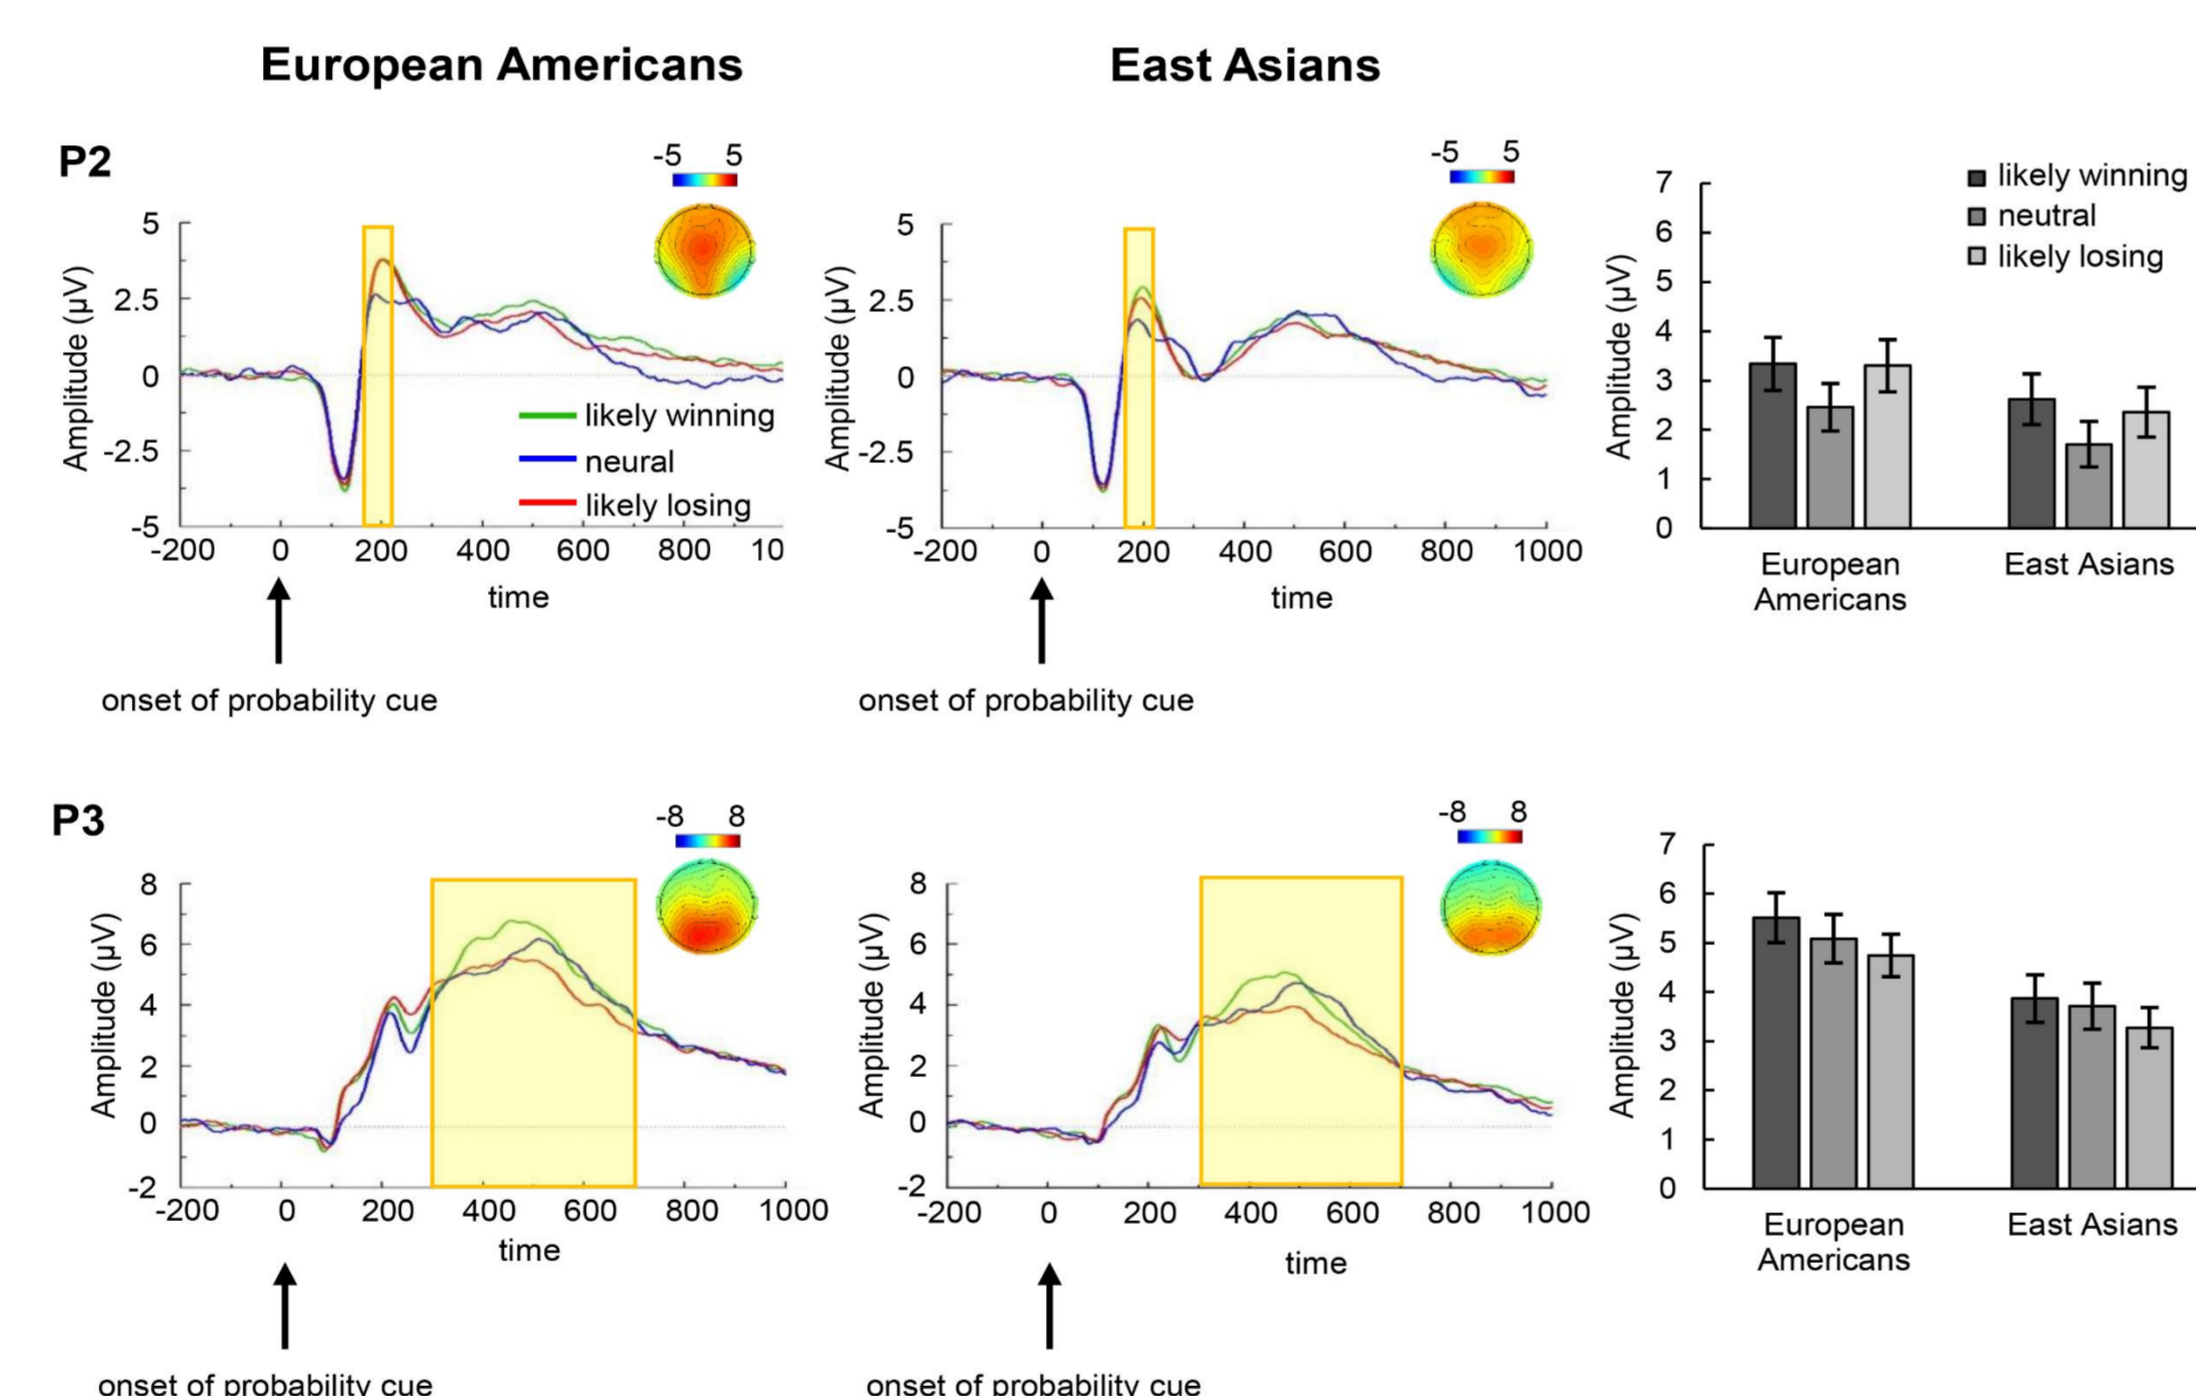 European Americans
East Asians
P2
-5 5
-5 5
likely winning
neutral
likely losing
5
2.5
0
-2.5
-5
Amplitude (µV)
likely winning
neural
likely losing
-200 0 200 400 600 800 10
time
onset of probability cue
5
2.5
0
-2.5
-5
Amplitude (µV)
-200 0 200 400 600 800 1000
time
onset of probability cue
7
6
5
4
3
2
1
0
Amplitude (µV)
European
Americans
East Asians
P3
-8 8
-8 8
8
6
4
2
0
-2
Amplitude (µV)
-200 0 200 400 600 800 1000
time
onset of probability cue
8
6
4
2
0
-2
Amplitude (µV)
-200 0 200 400 600 800 1000
time
onset of probability cue
7
6
5
4
3
2
1
0
Amplitude (µV)
European
Americans
East Asians